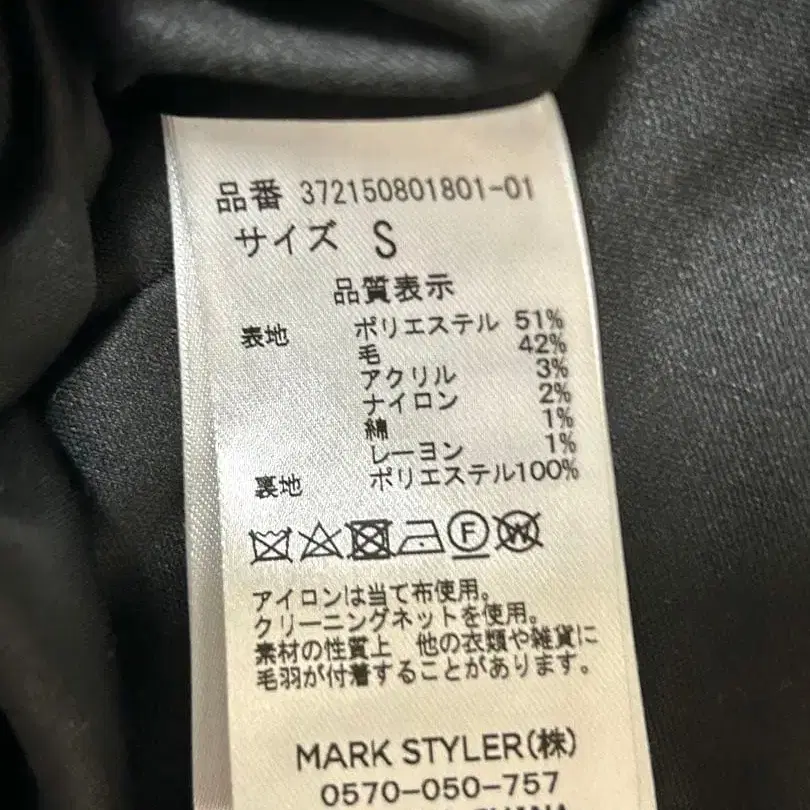 品番 372150801801-01
サイズ S
品質表示
表地 ポリエステル 51%
毛 42%
アクリル 3%
ナイロン 2%
綿 1%
レーヨン 1%
裏地 ポリエステル100%
F W
アイロンは当て布使用。
クリーニングネットを使用。
素材の性質上 他の衣類や雑貨に
毛羽が付着することがあります。
MARK STYLER(株)
0570-050-757